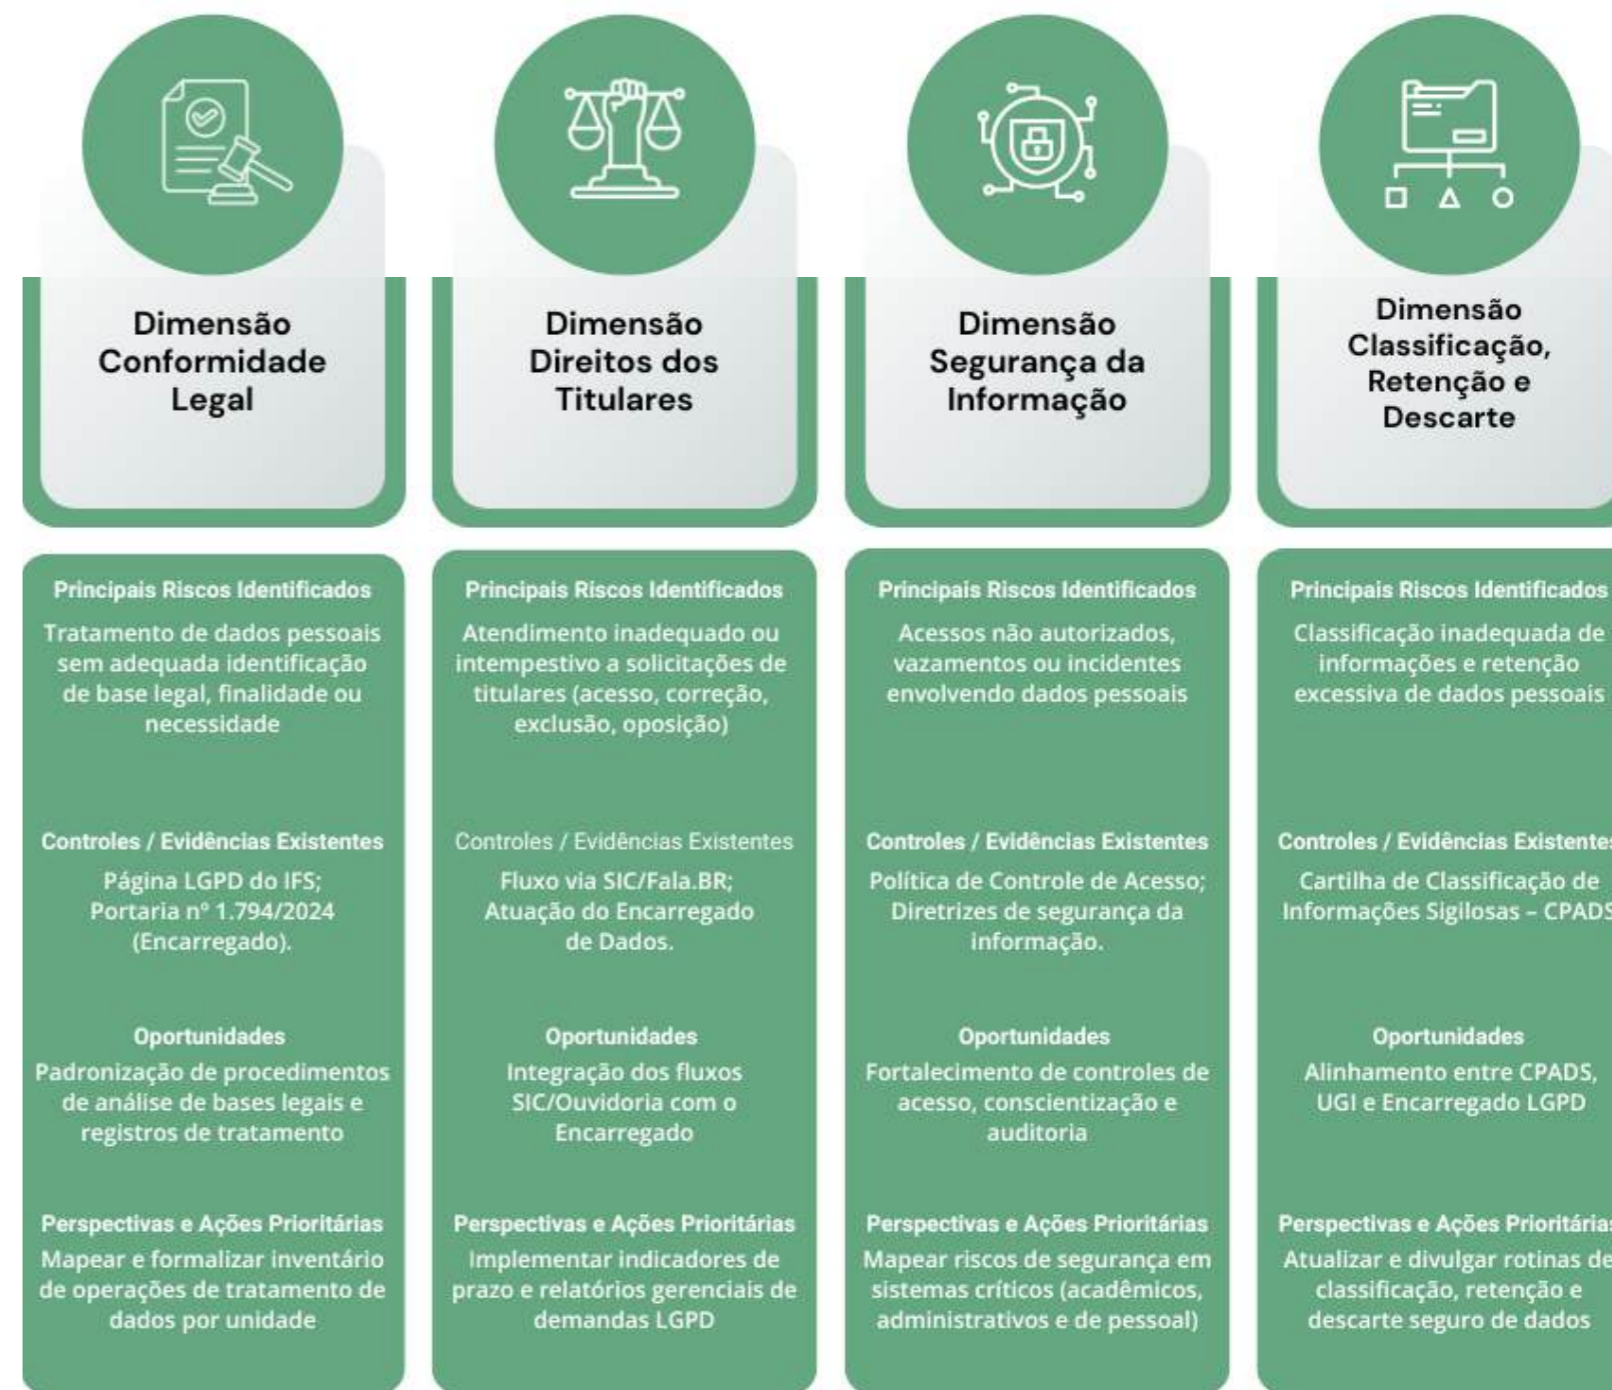 Dimensão
Conformidade
Legal
Principais Riscos Identificados
Tratamento de dados pessoais
sem adequada identificação
de base legal, finalidade ou
necessidade
Controles / Evidências Existentes
Página LGPD do IFS;
Portaria nº 1.794/2024
(Encarregado).
Oportunidades
Padronização de procedimentos
de análise de bases legais e
registros de tratamento
Perspectivas e Ações Prioritárias
Mapear e formalizar inventário
de operações de tratamento de
dados por unidade
Dimensão
Direitos dos
Titulares
Principais Riscos Identificados
Atendimento inadequado ou
intempestivo a solicitações de
titulares (acesso, correção,
exclusão, oposição)
Controles / Evidências Existentes
Fluxo via SIC/Fala.BR;
Atuação do Encarregado
de Dados.
Oportunidades
Integração dos fluxos
SIC/Ouvidoria com o
Encarregado
Perspectivas e Ações Prioritárias
Implementar indicadores de
prazo e relatórios gerenciais de
demandas LGPD
Dimensão
Segurança da
Informação
Principais Riscos Identificados
Acessos não autorizados,
vazamentos ou incidentes
envolvendo dados pessoais
Controles / Evidências Existentes
Política de Controle de Acesso;
Diretrizes de segurança da
informação.
Oportunidades
Fortalecimento de controles de
acesso, conscientização e
auditoria
Perspectivas e Ações Prioritárias
Mapear riscos de segurança em
sistemas críticos (acadêmicos,
administrativos e de pessoal)
Dimensão
Classificação,
Retenção e
Descarte
Principais Riscos Identificados
Classificação inadequada de
informações e retenção
excessiva de dados pessoais
Controles / Evidências Existentes
Cartilha de Classificação de
Informações Sigilosas – CPADS
Oportunidades
Alinhamento entre CPADS,
UGI e Encarregado LGPD
Perspectivas e Ações Prioritárias
Atualizar e divulgar rotinas de
classificação, retenção e
descarte seguro de dados